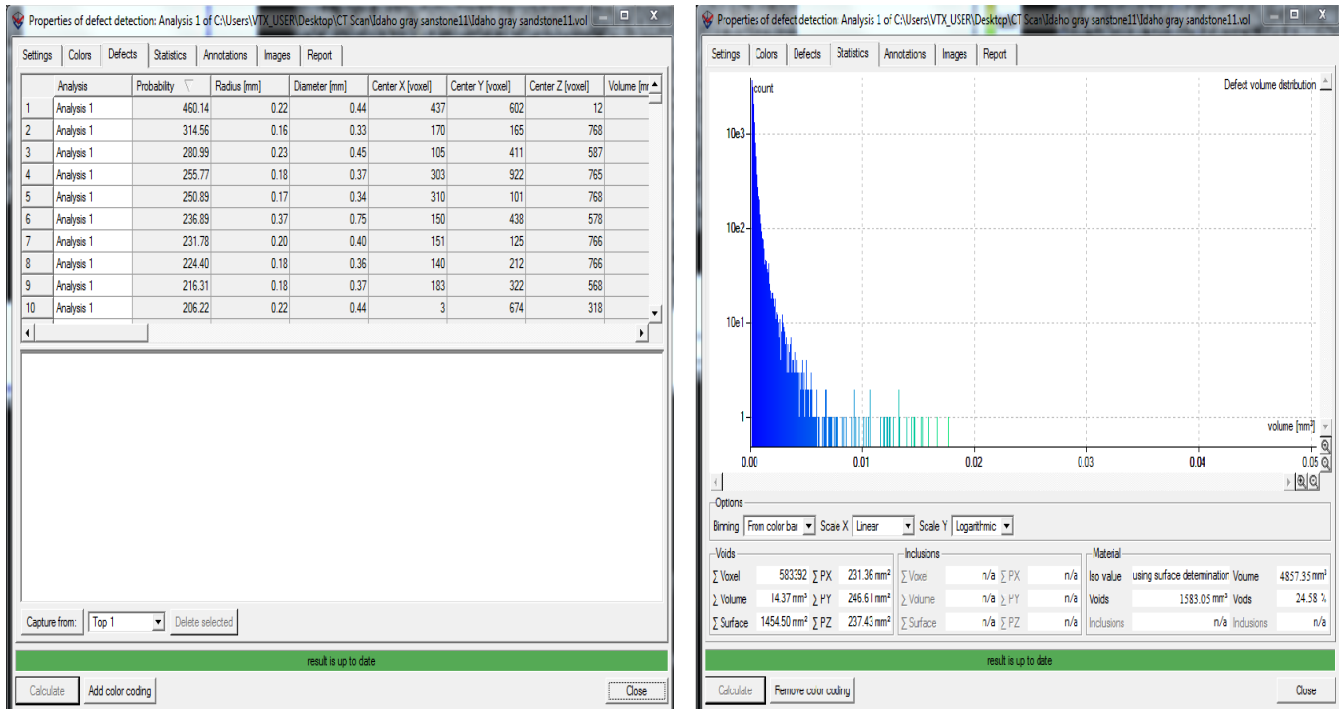 Properties of defect detection: Analysis 1 of C:\Users\VTX_USER\Desktop\CT Scan\Idaho gray sanstone11\Idaho gray sandstone11.vol
Settings Colors Defects Statistics Annotations Images Report
Analysis Probability Radius [mm] Diameter [mm] Center X [voxel] Center Y [voxel] Center Z [voxel] Volume [mm
1 Analysis 1 460.14 0.22 0.44 437 602 12
2 Analysis 1 314.56 0.16 0.33 170 165 768
3 Analysis 1 280.99 0.23 0.45 105 411 587
4 Analysis 1 255.77 0.18 0.37 303 922 765
5 Analysis 1 250.89 0.17 0.34 310 101 768
6 Analysis 1 236.89 0.37 0.75 150 438 578
7 Analysis 1 231.78 0.20 0.40 151 125 766
8 Analysis 1 224.40 0.18 0.36 140 212 766
9 Analysis 1 216.31 0.18 0.37 183 322 568
10 Analysis 1 206.22 0.22 0.44 3 674 318
Capture from: Top 1 Delete selected
result is up to date
Calculate Add color coding Close
Properties of defect detection: Analysis 1 of C:\Users\VTX_USER\Desktop\CT Scan\Idaho gray sanstone11\Idaho gray sandstone11.vol
Settings Colors Defects Statistics Annotations Images Report
count Defect volume distribution
10e3
10e2
10e1
1
volume [mm³]
0.00 0.01 0.02 0.03 0.04 0.05
Options
Binning From color bar Scae X Linear Scale Y Logarithmic
Voids Inclusions Material
∑ Voxel 583392 ∑ PX 231.36 mm² ∑ Voxe n/a ∑ PX n/a Iso value using surface determination Voume 4857.35 mm³
∑ Volume 14.37 mm³ ∑ PY 246.61 mm² ∑ Volume n/a ∑ PY n/a Voids 1583.05 mm³ Vods 24.58 %
∑ Surface 1454.50 mm² ∑ PZ 237.43 mm² ∑ Surface n/a ∑ PZ n/a Inclusions n/a Indusions n/a
result is up to date
Calculate Remove color coding Close